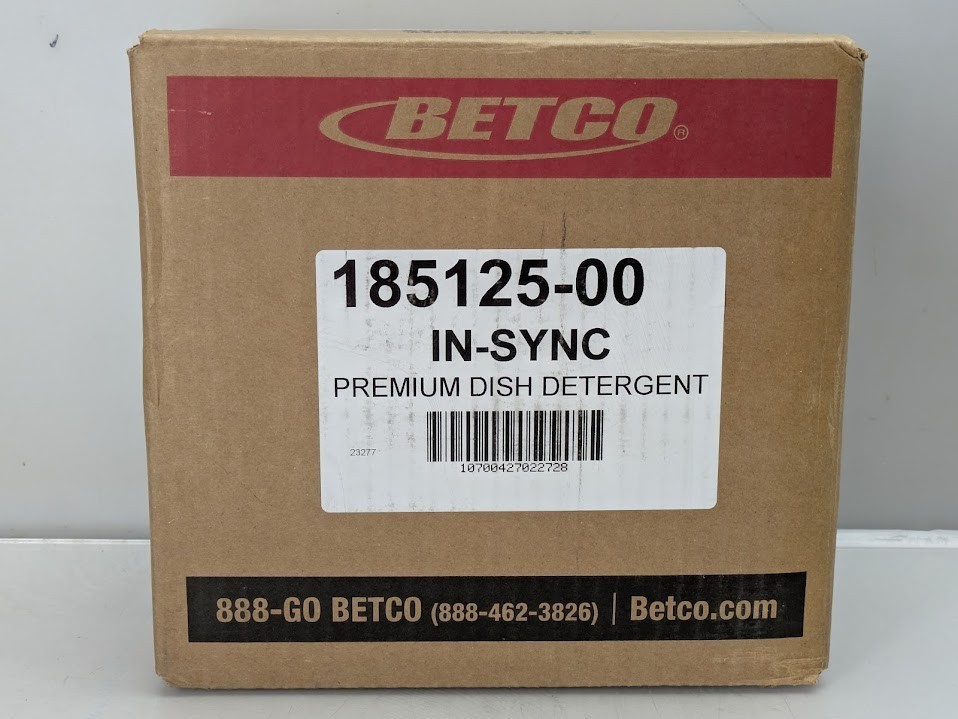 BETCO®
185125-00
IN-SYNC
PREMIUM DISH DETERGENT
23277
10700427022728
888-GO BETCO (888-462-3826) | Betco.com